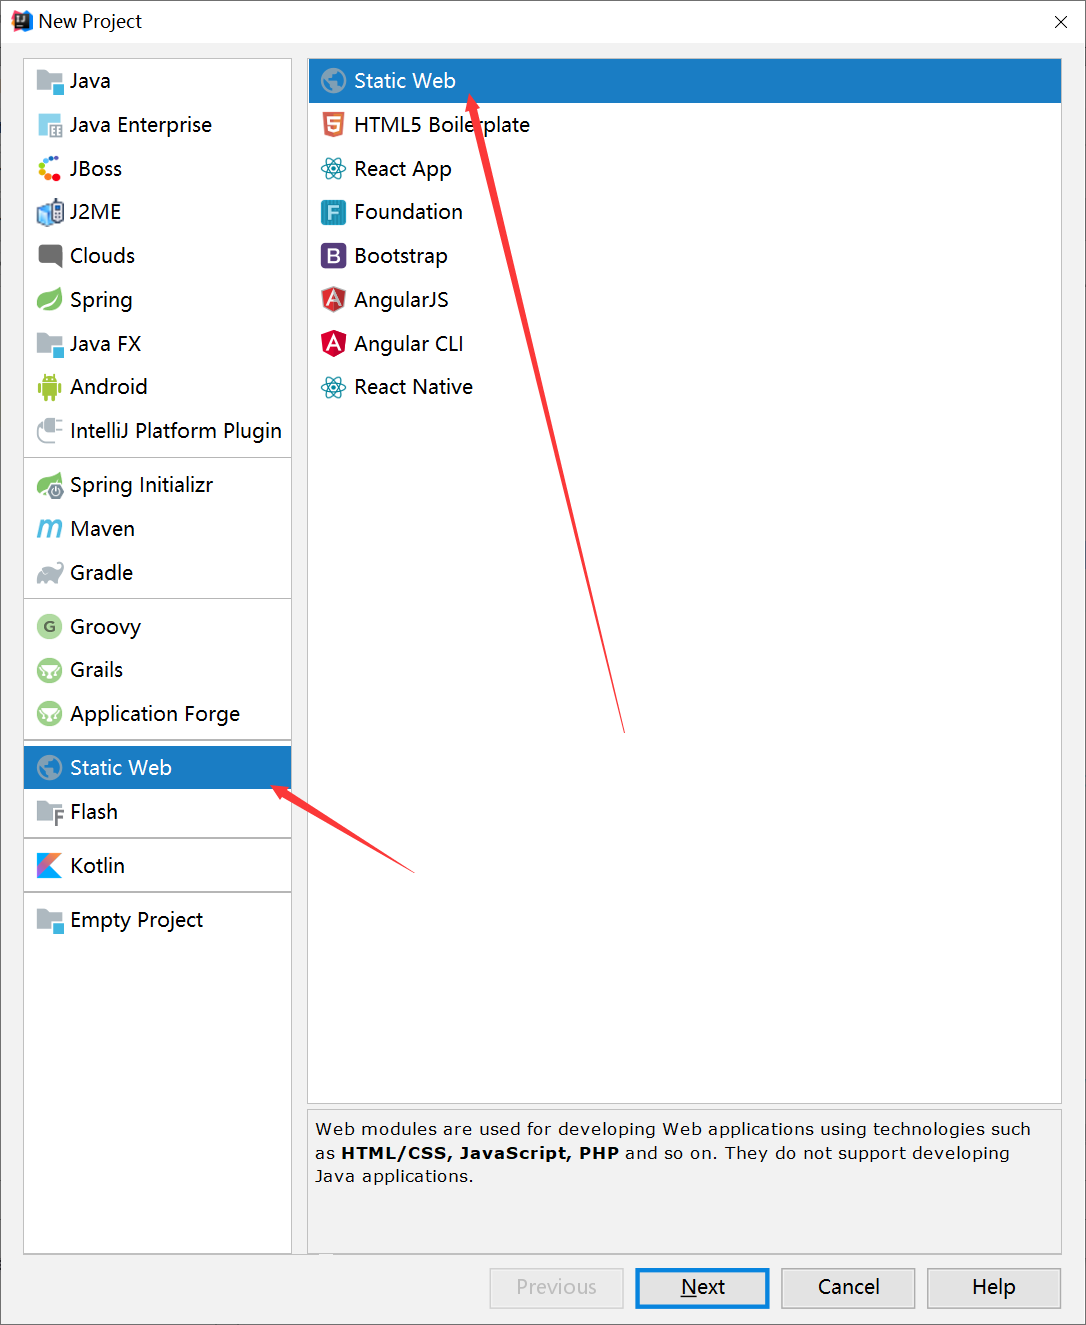 New Project
Java
Java Enterprise
JBoss
J2ME
Clouds
Spring
Java FX
Android
IntelliJ Platform Plugin
Spring Initializr
Maven
Gradle
Groovy
Grails
Application Forge
Static Web
Flash
Kotlin
Empty Project
Static Web
HTML5 Boilerplate
React App
Foundation
Bootstrap
AngularJS
Angular CLI
React Native
Web modules are used for developing Web applications using technologies such
as HTML/CSS, JavaScript, PHP and so on. They do not support developing
Java applications.
Previous
Next
Cancel
Help